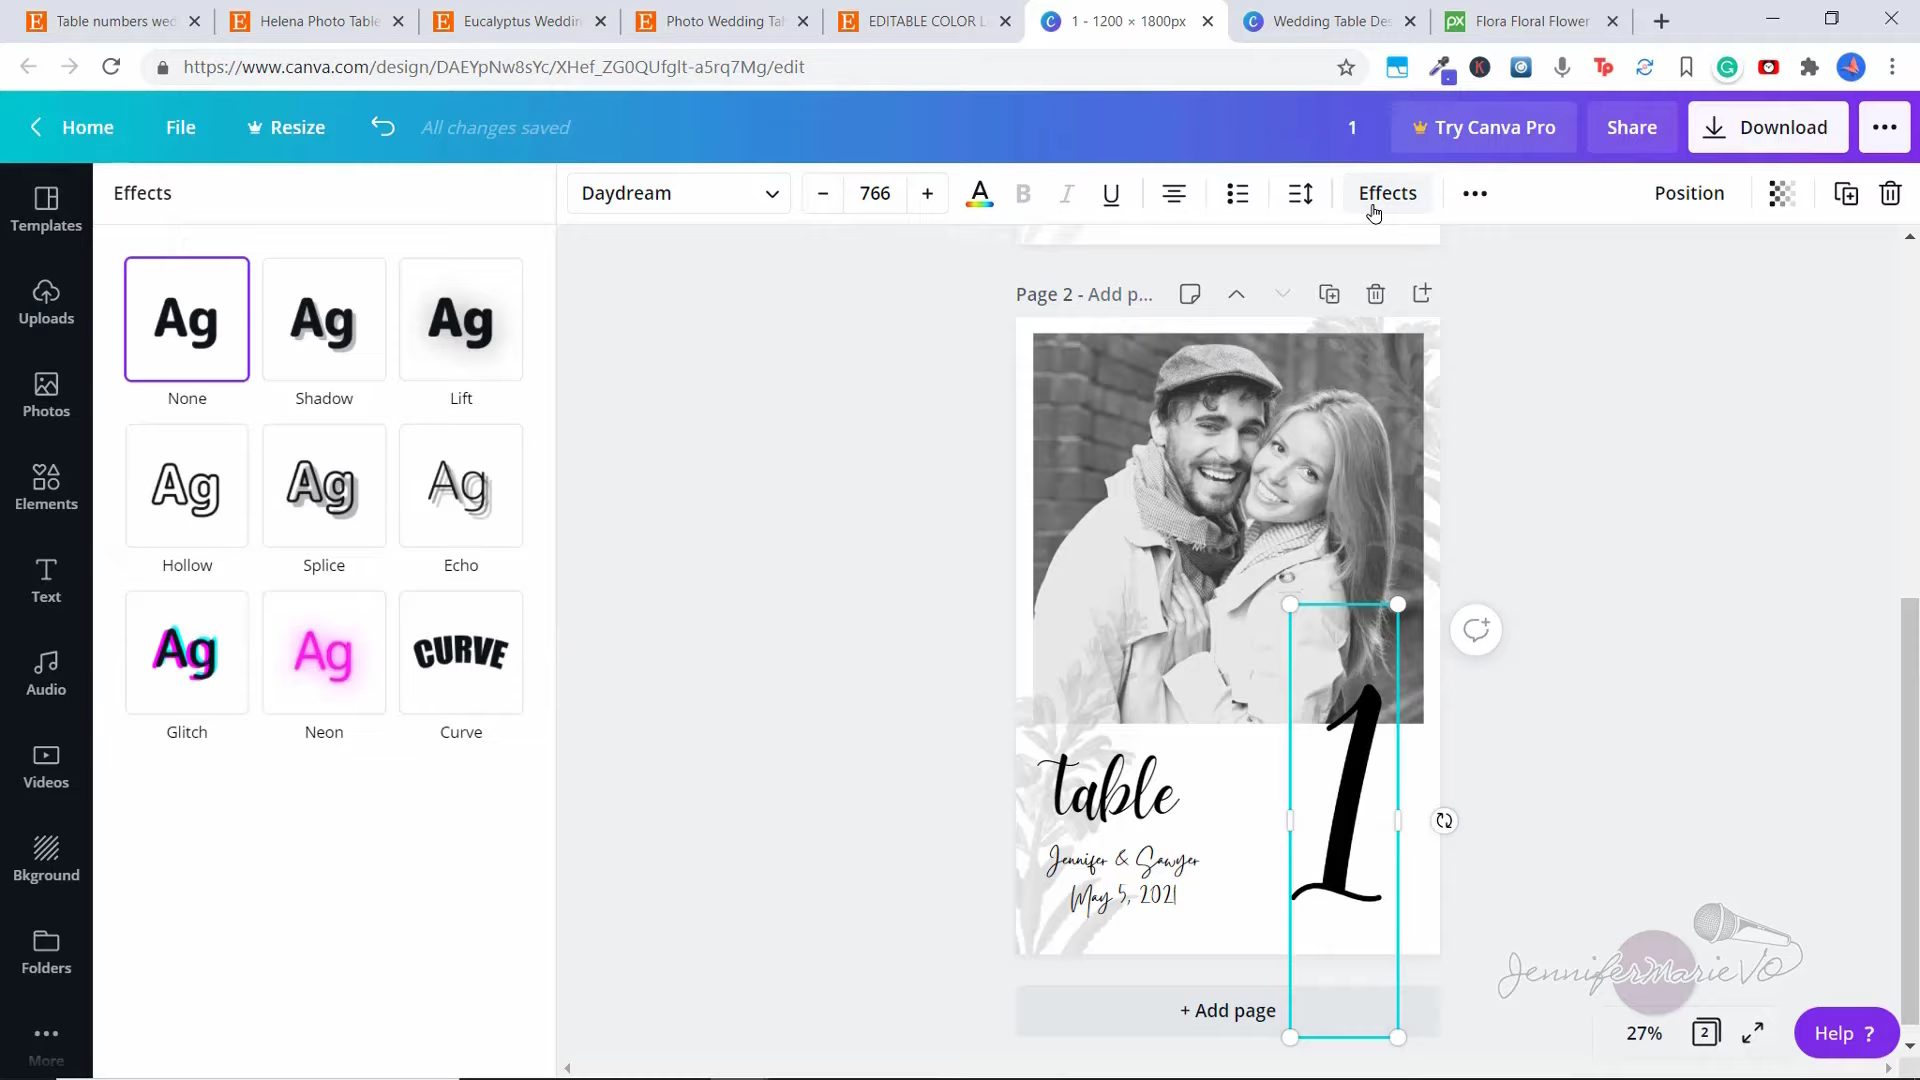 Table numbers wed
Helena Photo Table
Eucalyptus Weddin
Photo Wedding Tal
EDITABLE COLOR L
1 - 1200 × 1800px
Wedding Table Des
Flora Floral Flower
https://www.canva.com/design/DAEYpNw8sYc/XHef_ZG0QUfgIt-a5rq7Mg/edit
Home
File
Resize
All changes saved
1
Try Canva Pro
Share
Download
Effects
Daydream
766
Effects
Position
Templates
Uploads
Photos
Elements
Text
Audio
Videos
Bkground
Folders
More
Ag
Ag
Ag
None
Shadow
Lift
Ag
Ag
Ag
Hollow
Splice
Echo
Ag
Ag
CURVE
Glitch
Neon
Curve
Page 2 - Add p...
table
1
Jennifer & Sawyer
May 5, 2021
+ Add page
JenniferMarieVO
27%
2
Help ?